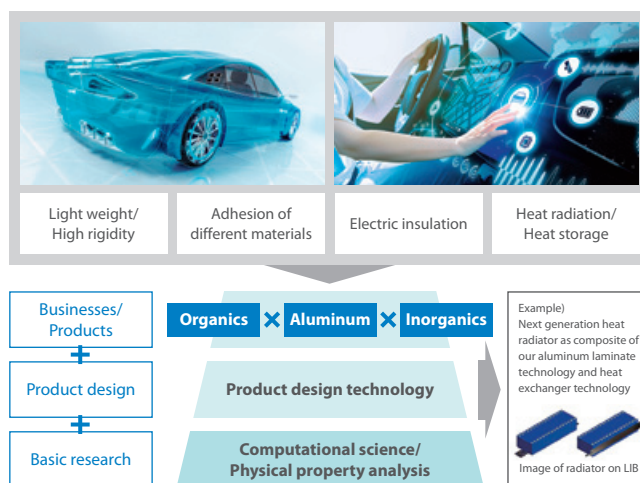 Light weight/
High rigidity
Adhesion of
different materials
Electric insulation
Heat radiation/
Heat storage
Businesses/
Products
+
Product design
+
Basic research
Organics × Aluminum × Inorganics
Product design technology
Computational science/
Physical property analysis
Example)
Next generation heat
radiator as composite of
our aluminum laminate
technology and heat
exchanger technology
Image of radiator on LIB